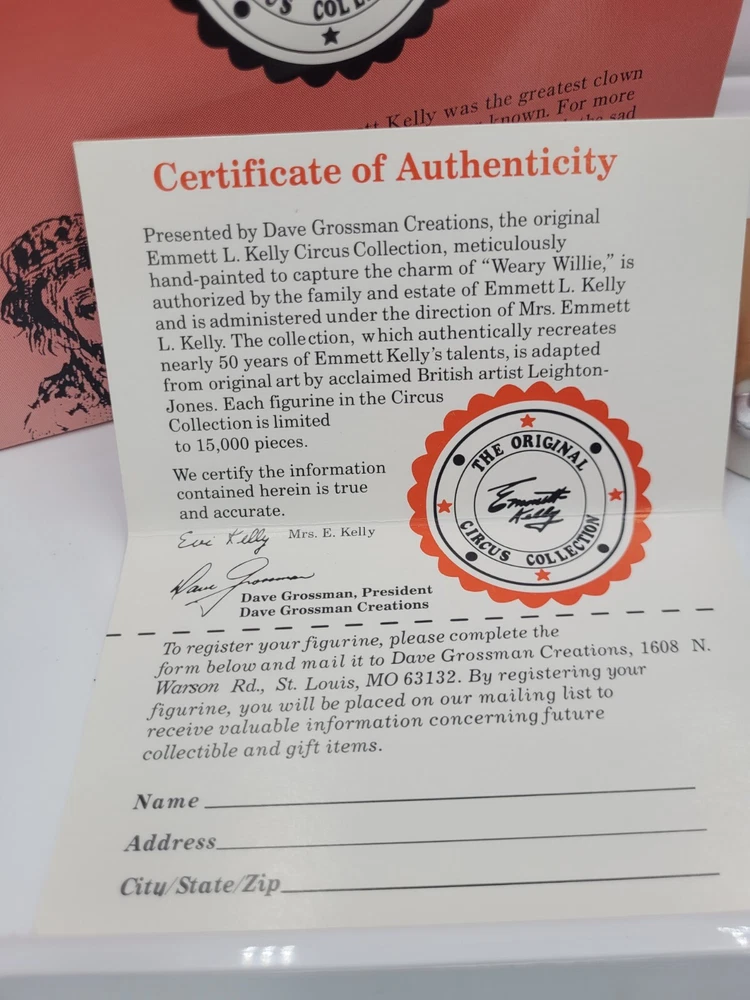 COLL
Kelly was the greatest clown
known. For more
the sad
Certificate of Authenticity
Presented by Dave Grossman Creations, the original
Emmett L. Kelly Circus Collection, meticulously
hand-painted to capture the charm of “Weary Willie,” is
authorized by the family and estate of Emmett L. Kelly
and is administered under the direction of Mrs. Emmett
L. Kelly. The collection, which authentically recreates
nearly 50 years of Emmett Kelly’s talents, is adapted
from original art by acclaimed British artist Leighton-
Jones. Each figurine in the Circus
Collection is limited
to 15,000 pieces.
We certify the information
contained herein is true
and accurate.
Evi Kelly Mrs. E. Kelly
Dave Grossman
Dave Grossman, President
Dave Grossman Creations
THE ORIGINAL
Emmett
Kelly
CIRCUS COLLECTION
To register your figurine, please complete the
form below and mail it to Dave Grossman Creations, 1608 N.
Warson Rd., St. Louis, MO 63132. By registering your
figurine, you will be placed on our mailing list to
receive valuable information concerning future
collectible and gift items.
Name
Address
City/State/Zip